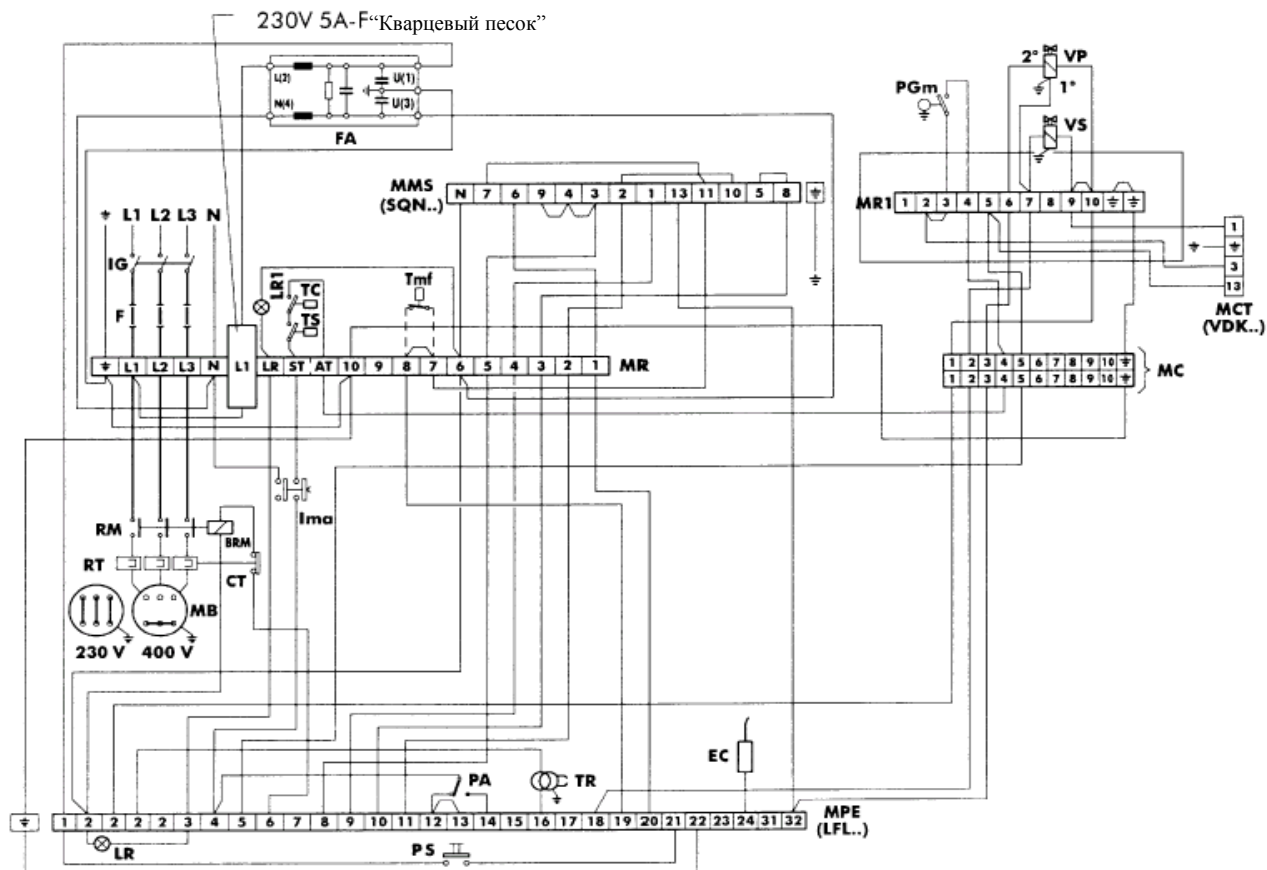 230V 5A-F“Кварцевый песок”
L(2) U(1)
N(4) U(3)
FA
2° VP
1°
PGm
VS
MMS
(SQN..)
N 7 6 9 4 3 2 1 13 11 10 5 8
MR1 1 2 3 4 5 6 7 8 9 10
1
3
13
MCT
(VDK..)
L1 L2 L3 N
IG
F
LR1
TC
TS
Tmf
L1 L2 L3 N L1 LR ST AT 10 9 8 7 6 5 4 3 2 1 MR
1 2 3 4 5 6 7 8 9 10
1 2 3 4 5 6 7 8 9 10
MC
Ima
RM
BRM
RT
CT
MB
230 V 400 V
EC
PA
TR
1 2 2 2 2 3 4 5 6 7 8 9 10 11 12 13 14 15 16 17 18 19 20 21 22 23 24 31 32
MPE
(LFL..)
LR
PS